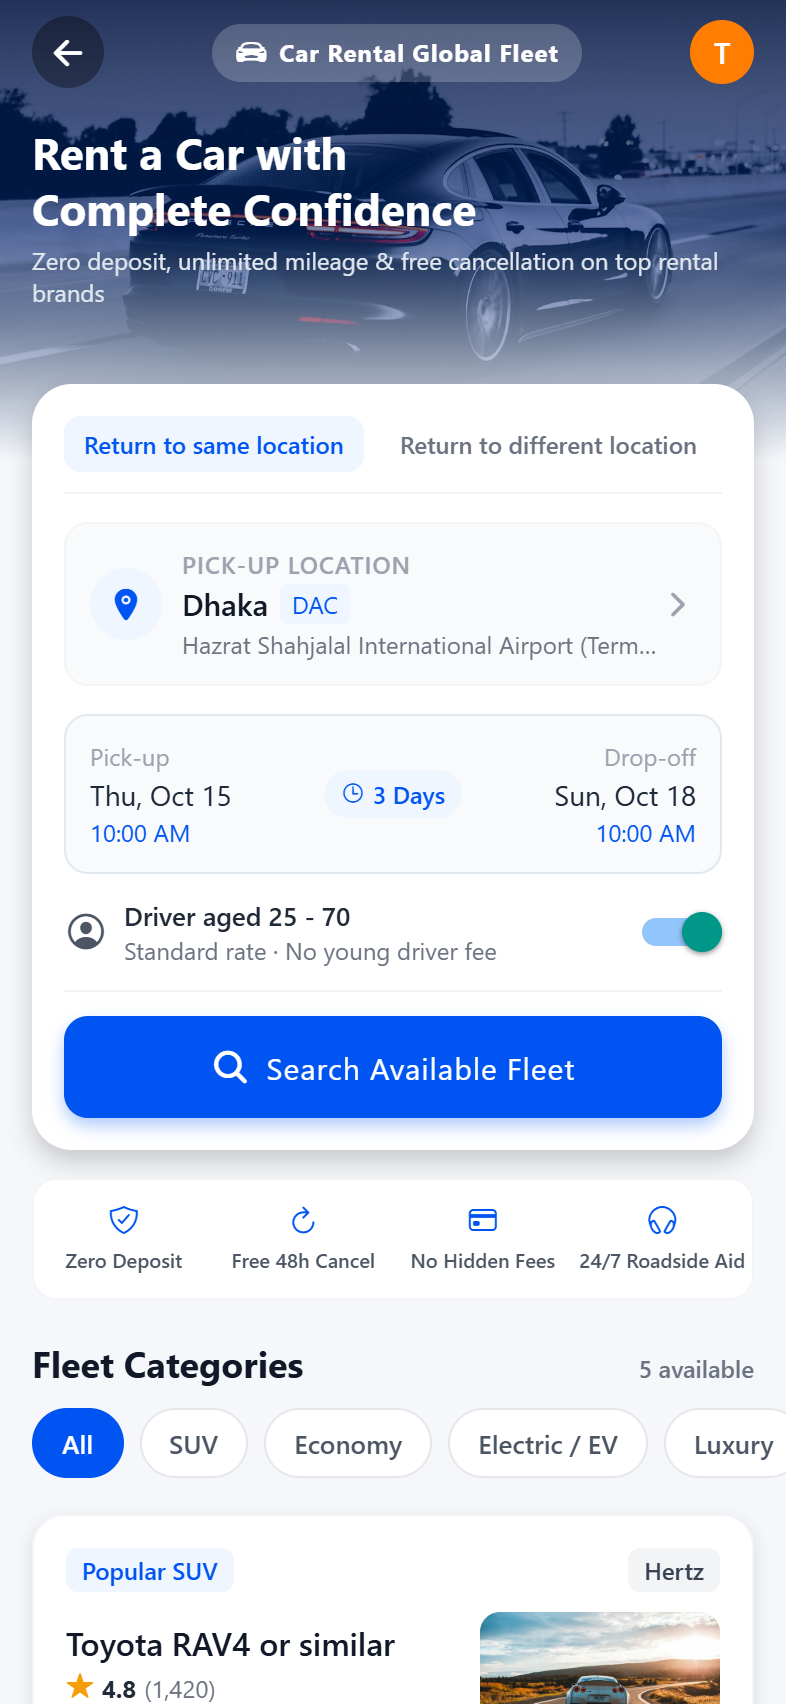 Car Rental Global Fleet
T
Rent a Car with
Complete Confidence
Zero deposit, unlimited mileage & free cancellation on top rental
brands
Return to same location
Return to different location
PICK-UP LOCATION
Dhaka DAC
Hazrat Shahjalal International Airport (Term...
Pick-up
Drop-off
Thu, Oct 15
3 Days
Sun, Oct 18
10:00 AM
10:00 AM
Driver aged 25 - 70
Standard rate · No young driver fee
Search Available Fleet
Zero Deposit
Free 48h Cancel
No Hidden Fees
24/7 Roadside Aid
Fleet Categories
5 available
All
SUV
Economy
Electric / EV
Luxury
Popular SUV
Hertz
Toyota RAV4 or similar
4.8 (1,420)